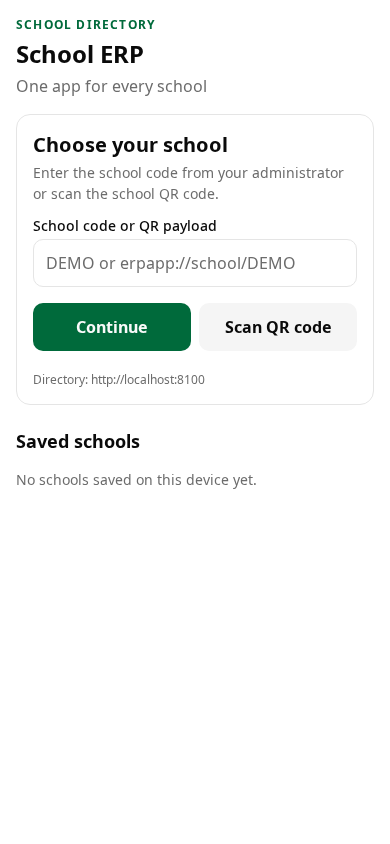 SCHOOL DIRECTORY
School ERP
One app for every school
Choose your school
Enter the school code from your administrator
or scan the school QR code.
School code or QR payload
DEMO or erpapp://school/DEMO
Continue
Scan QR code
Directory: http://localhost:8100
Saved schools
No schools saved on this device yet.